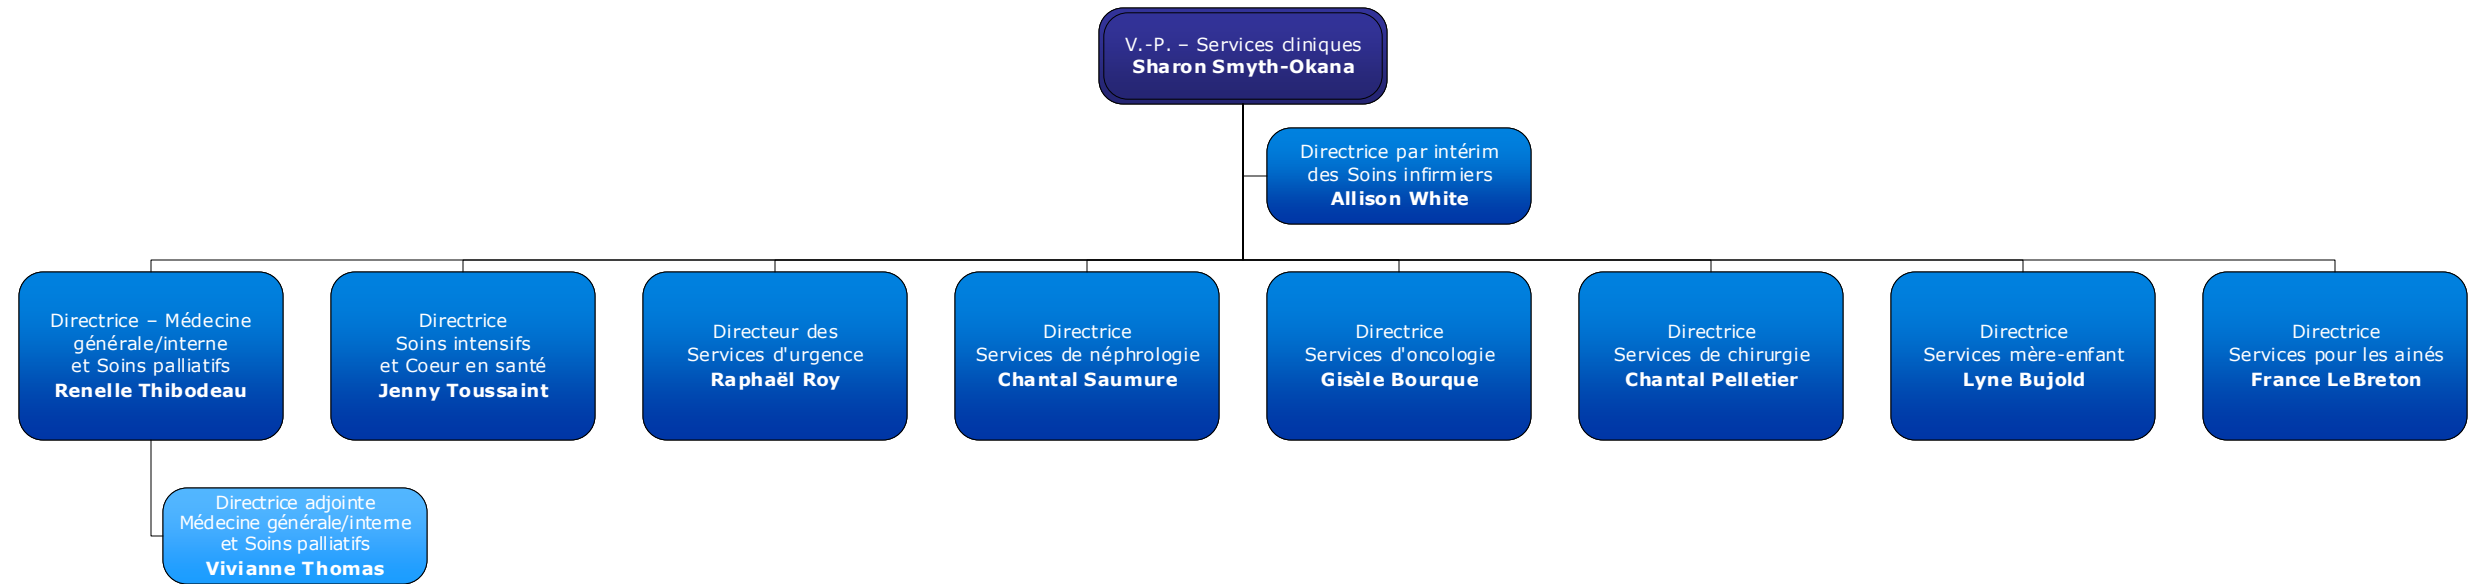 V.-P. – Services cliniques
Sharon Smyth-Okana
Directrice par intérim
des Soins infirmiers
Allison White
Directrice – Médecine
générale/interne
et Soins palliatifs
Renelle Thibodeau
Directrice
Soins intensifs
et Coeur en santé
Jenny Toussaint
Directeur des
Services d'urgence
Raphaël Roy
Directrice
Services de néphrologie
Chantal Saumure
Directrice
Services d'oncologie
Gisèle Bourque
Directrice
Services de chirurgie
Chantal Pelletier
Directrice
Services mère-enfant
Lyne Bujold
Directrice
Services pour les ainés
France LeBreton
Directrice adjointe
Médecine générale/interne
et Soins palliatifs
Vivianne Thomas